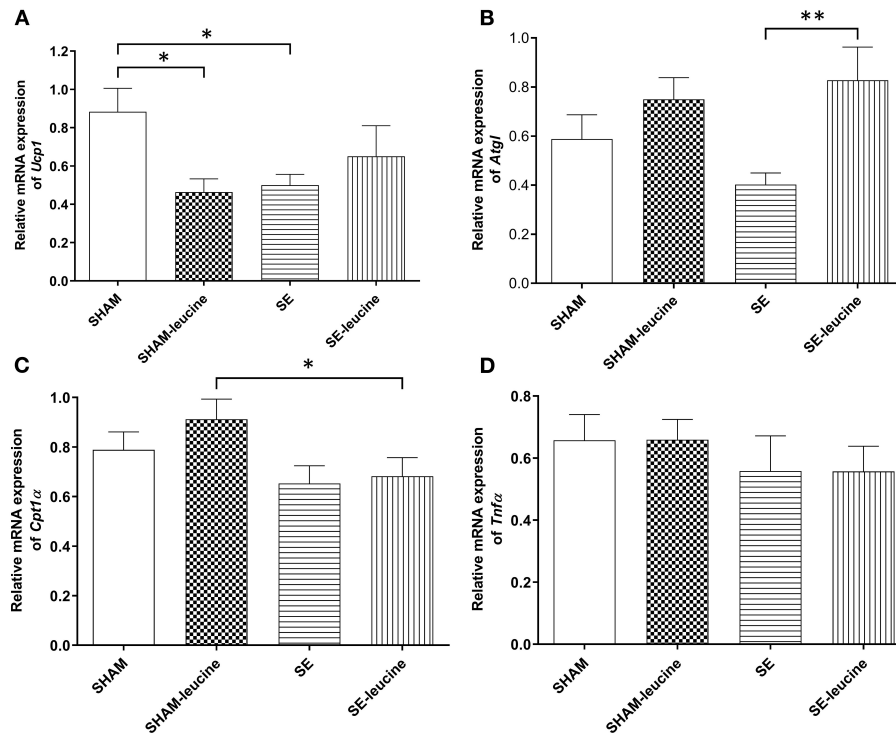 A
Relative mRNA expression
of Ucp1
1.2
1.0
0.8
0.6
0.4
0.2
0.0
*
*
SHAM
SHAM-leucine
SE
SE-leucine
B
Relative mRNA expression
of Atgl
1.0
0.8
0.6
0.4
0.2
0.0
**
SHAM
SHAM-leucine
SE
SE-leucine
C
Relative mRNA expression
of Cpt1α
1.0
0.8
0.6
0.4
0.2
0.0
*
SHAM
SHAM-leucine
SE
SE-leucine
D
Relative mRNA expression
of Tnfα
0.8
0.6
0.4
0.2
0.0
SHAM
SHAM-leucine
SE
SE-leucine